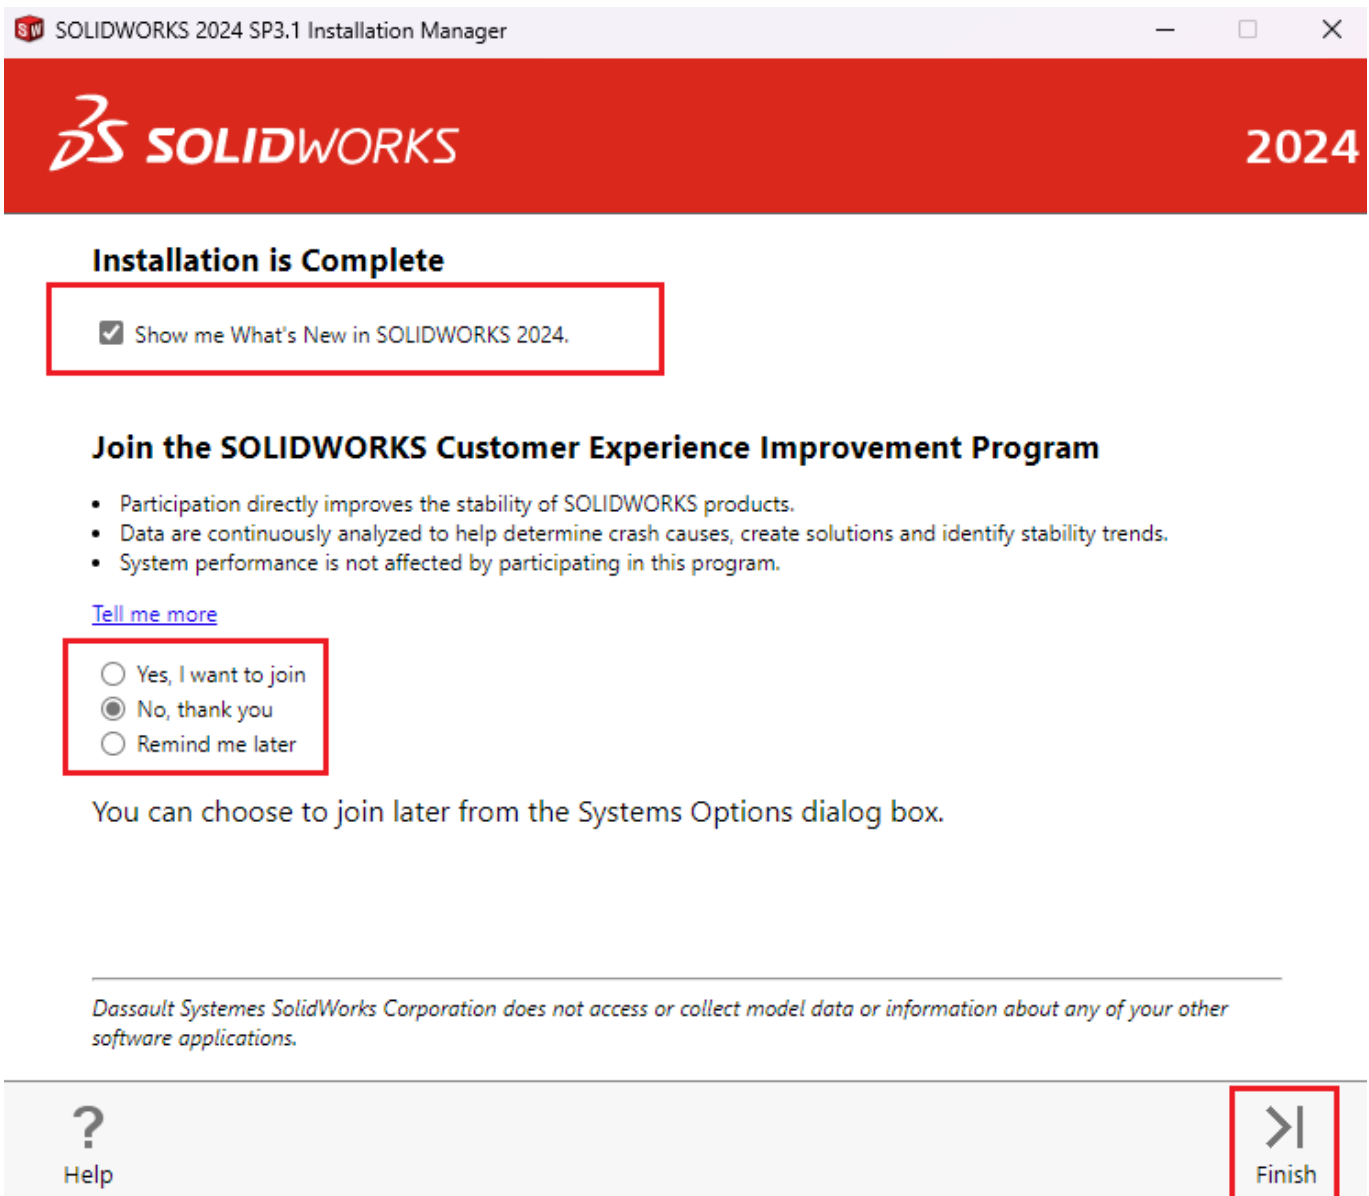 SOLIDWORKS 2024 SP3.1 Installation Manager
SOLIDWORKS
2024
Installation is Complete
Show me What's New in SOLIDWORKS 2024.
Join the SOLIDWORKS Customer Experience Improvement Program
• Participation directly improves the stability of SOLIDWORKS products.
• Data are continuously analyzed to help determine crash causes, create solutions and identify stability trends.
• System performance is not affected by participating in this program.
Tell me more
Yes, I want to join
No, thank you
Remind me later
You can choose to join later from the Systems Options dialog box.
Dassault Systemes SolidWorks Corporation does not access or collect model data or information about any of your other
software applications.
?
Help
Finish